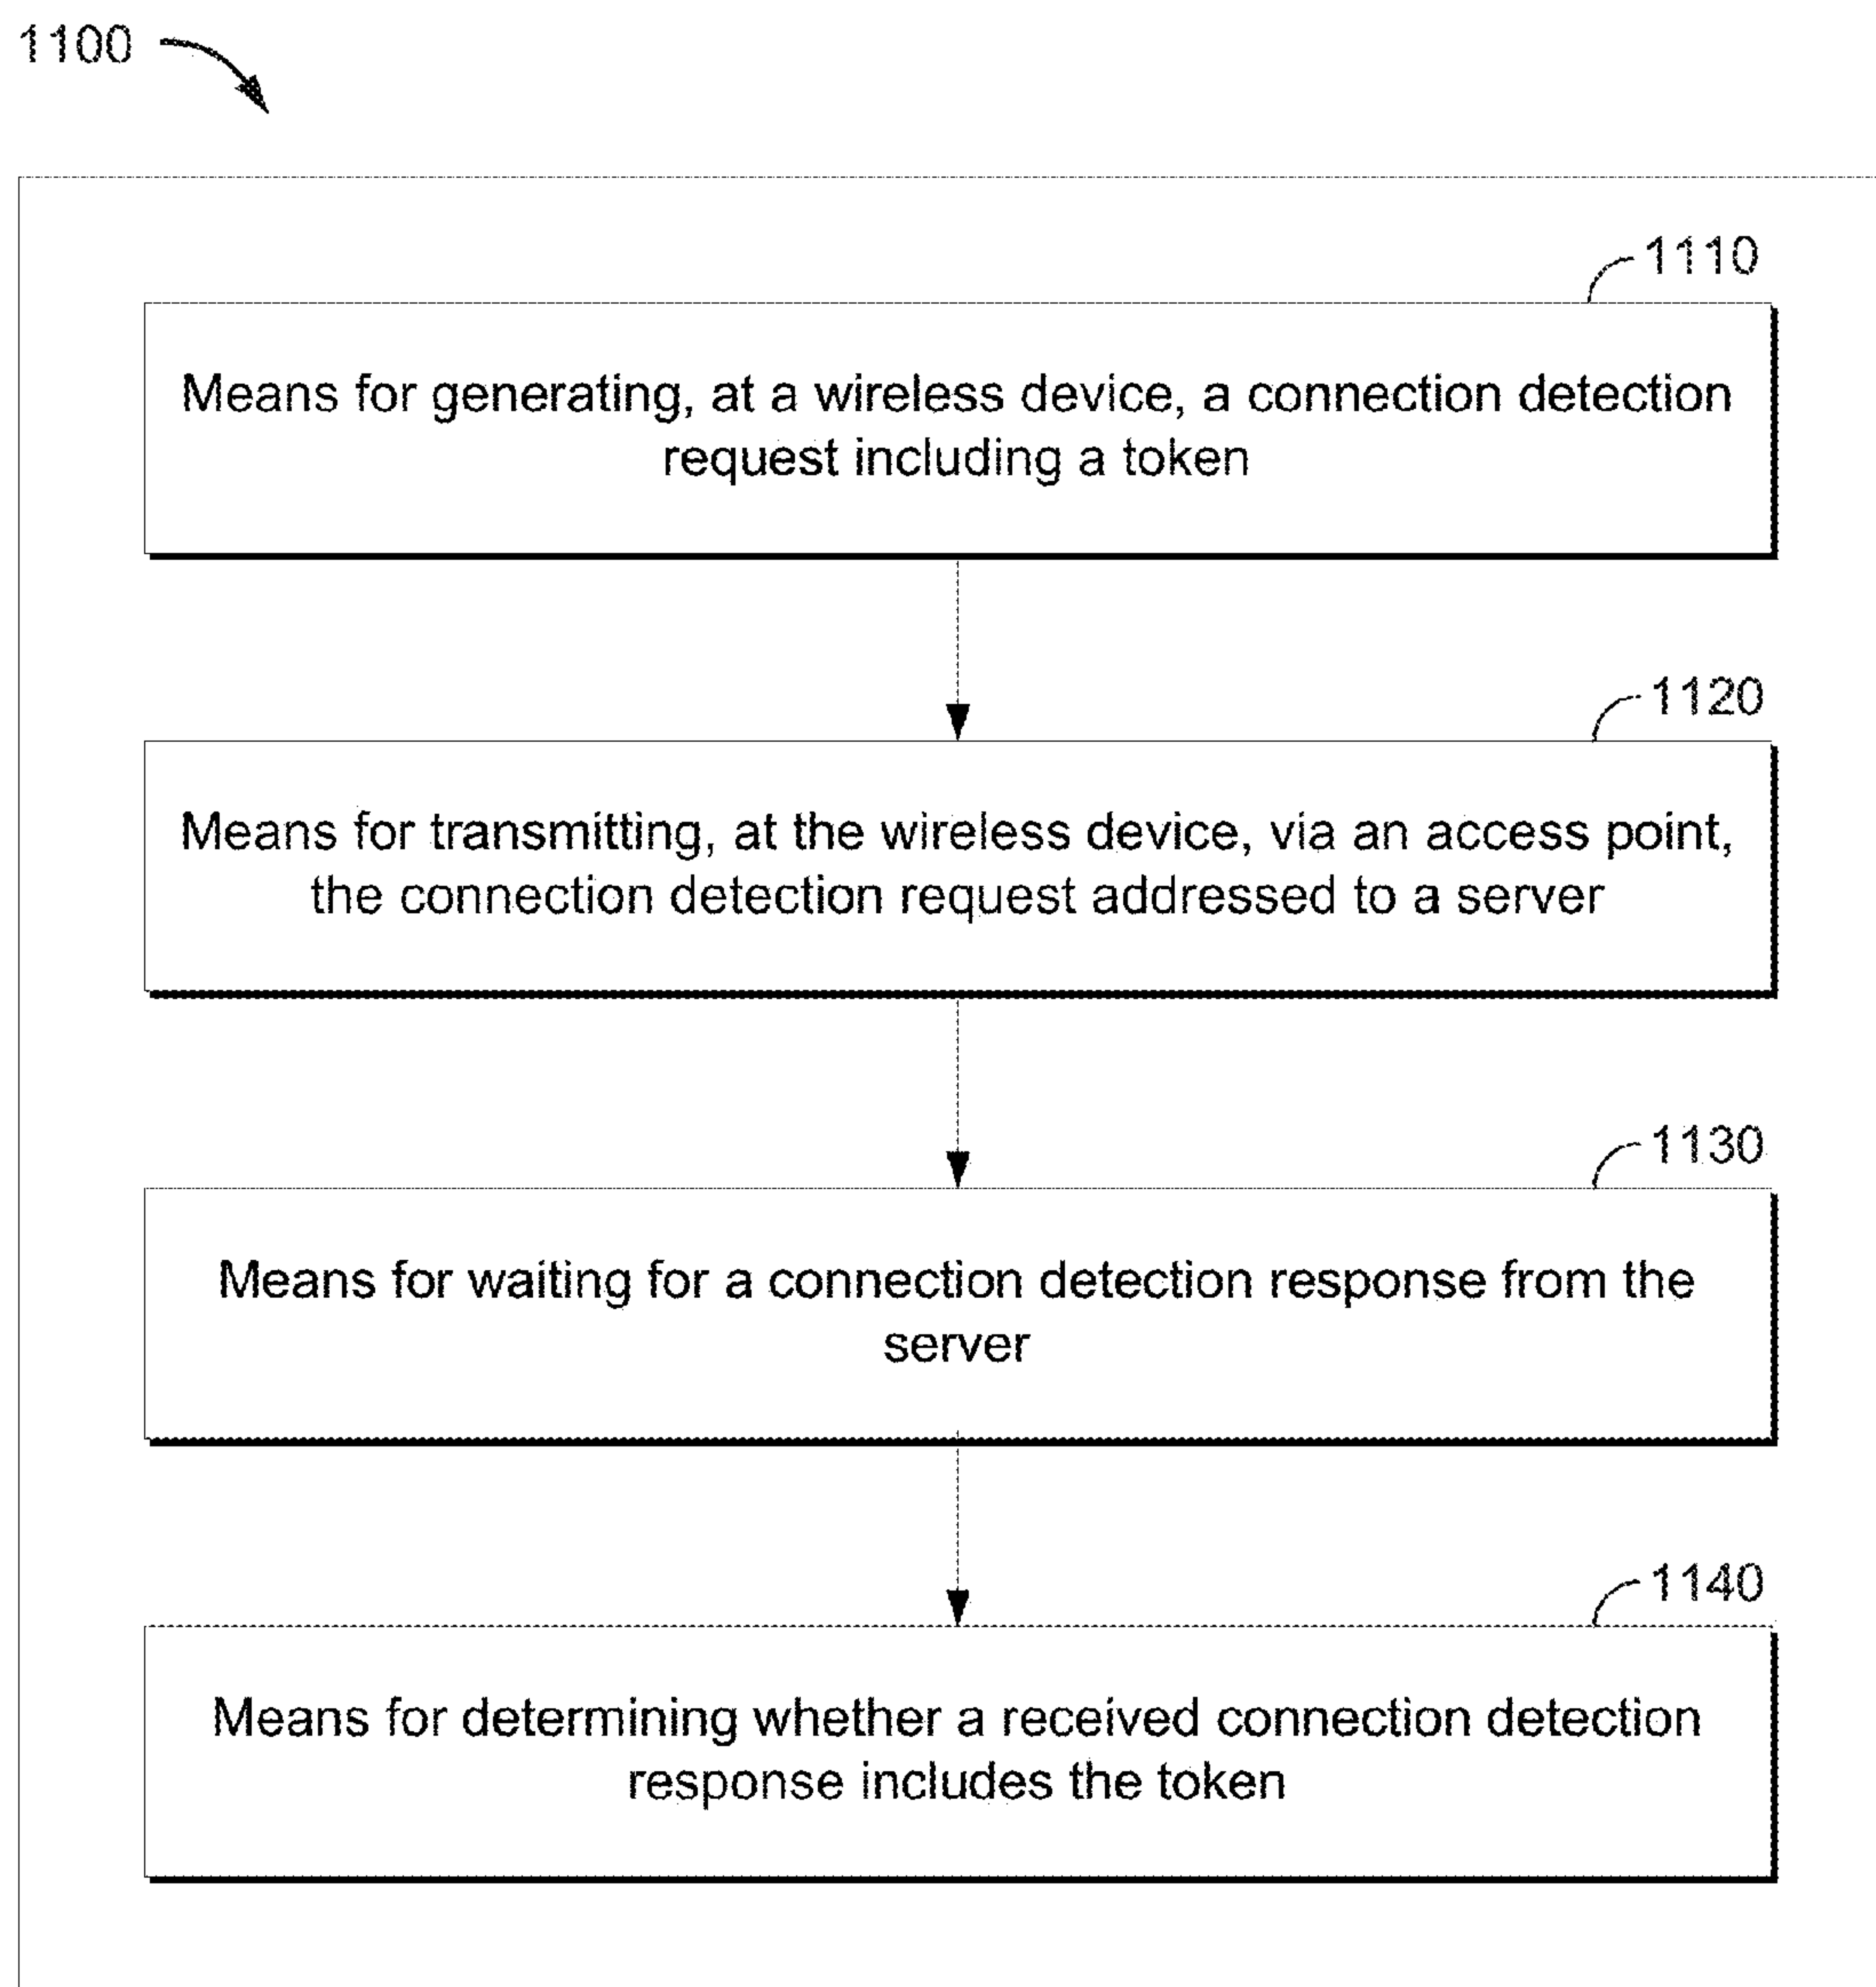 1100
1110
Means for generating, at a wireless device, a connection detection
request including a token
1120
Means for transmitting, at the wireless device, via an access point,
the connection detection request addressed to a server
1130
Means for waiting for a connection detection response from the
server
1140
Means for determining whether a received connection detection
response includes the token